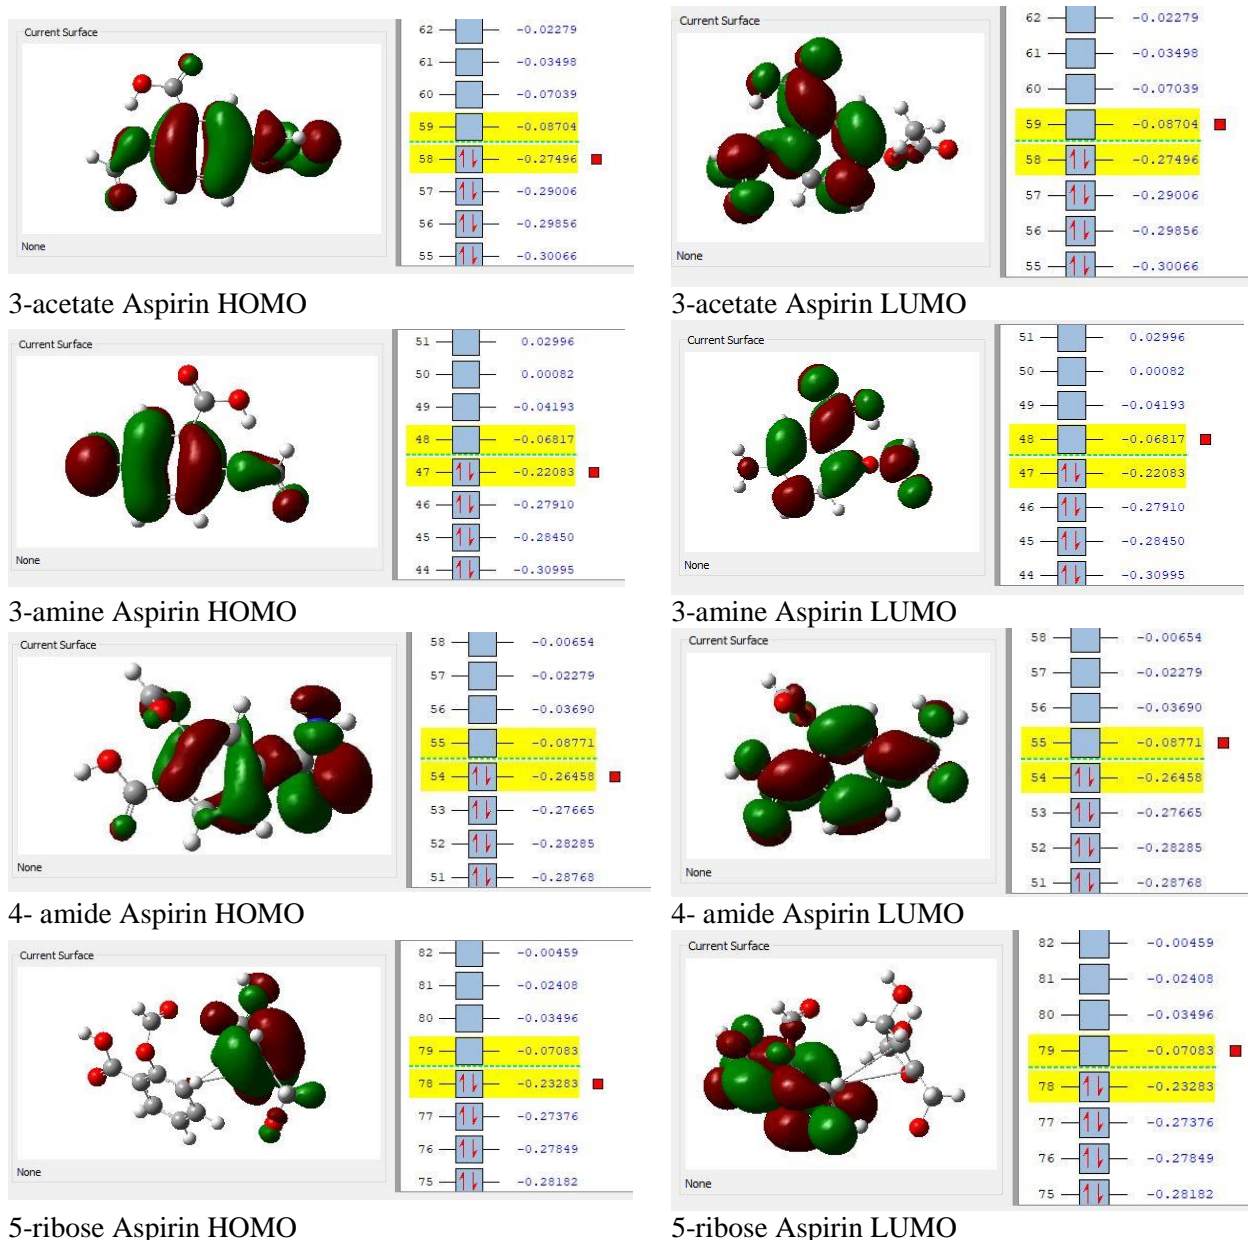 Current Surface
62 -0.02279
61 -0.03498
60 -0.07039
59 -0.08704
58 -0.27496
57 -0.29006
56 -0.29856
55 -0.30066
None
3-acetate Aspirin HOMO
Current Surface
62 -0.02279
61 -0.03498
60 -0.07039
59 -0.08704
58 -0.27496
57 -0.29006
56 -0.29856
55 -0.30066
None
3-acetate Aspirin LUMO
Current Surface
51 0.02996
50 0.00082
49 -0.04193
48 -0.06817
47 -0.22083
46 -0.27910
45 -0.28450
44 -0.30995
None
3-amine Aspirin HOMO
Current Surface
51 0.02996
50 0.00082
49 -0.04193
48 -0.06817
47 -0.22083
46 -0.27910
45 -0.28450
44 -0.30995
None
3-amine Aspirin LUMO
Current Surface
58 -0.00654
57 -0.02279
56 -0.03690
55 -0.08771
54 -0.26458
53 -0.27665
52 -0.28285
51 -0.28768
None
4- amide Aspirin HOMO
Current Surface
58 -0.00654
57 -0.02279
56 -0.03690
55 -0.08771
54 -0.26458
53 -0.27665
52 -0.28285
51 -0.28768
None
4- amide Aspirin LUMO
Current Surface
82 -0.00459
81 -0.02408
80 -0.03496
79 -0.07083
78 -0.23283
77 -0.27376
76 -0.27849
75 -0.28182
None
5-ribose Aspirin HOMO
Current Surface
82 -0.00459
81 -0.02408
80 -0.03496
79 -0.07083
78 -0.23283
77 -0.27376
76 -0.27849
75 -0.28182
None
5-ribose Aspirin LUMO